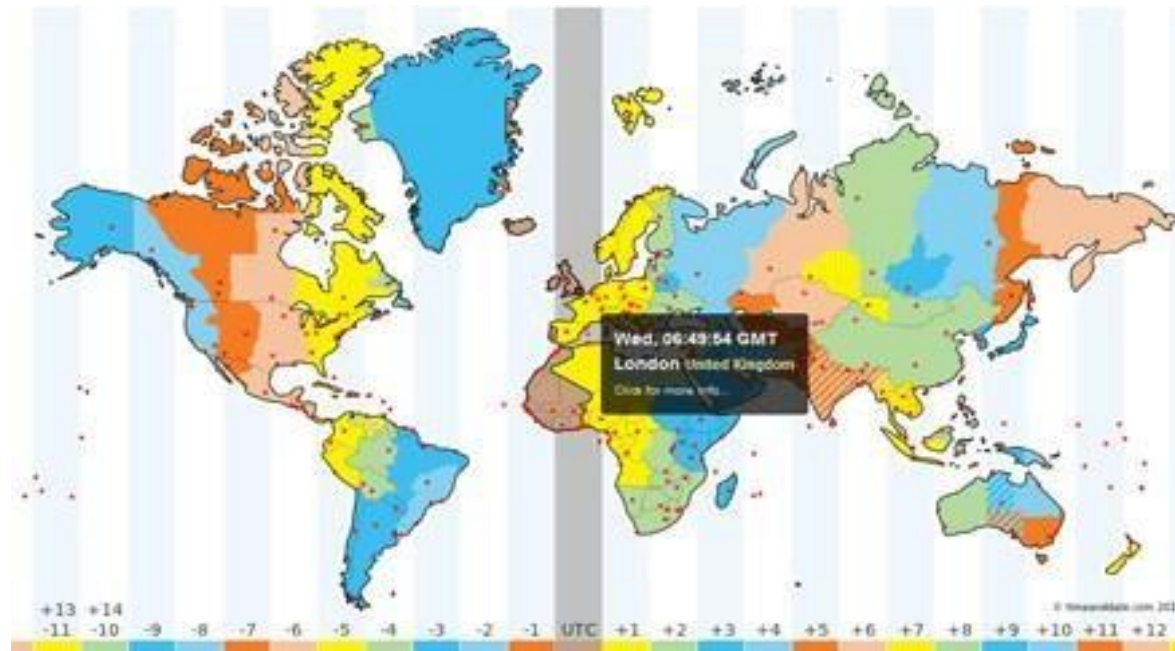 Wed, 06:49:54 GMT
London United Kingdom
Click for more info...
© timeanddate.com
+13 +14
-11 -10 -9 -8 -7 -6 -5 -4 -3 -2 -1 UTC +1 +2 +3 +4 +5 +6 +7 +8 +9 +10 +11 +12